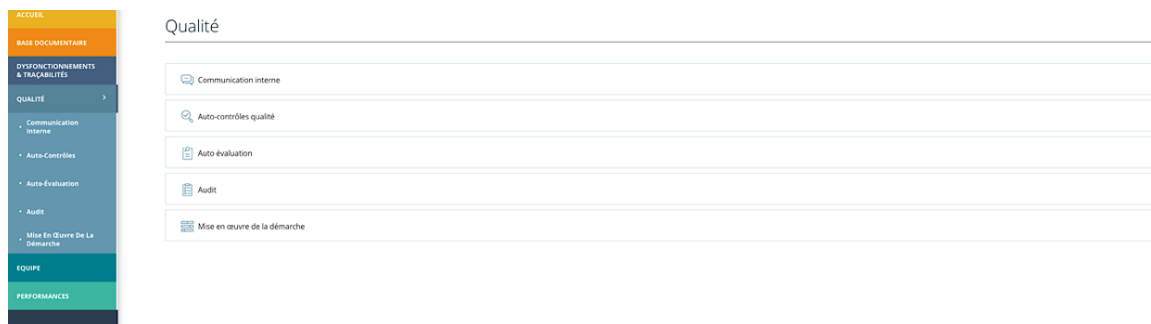 ACCUEIL
BASE DOCUMENTAIRE
DYSFONCTIONNEMENTS
& TRAÇABILITÉS
QUALITÉ
Communication
Interne
Auto-Contrôles
Auto-Évaluation
Audit
Mise En Œuvre De La
Démarche
EQUIPE
PERFORMANCES
Qualité
Communication interne
Auto-contrôles qualité
Auto évaluation
Audit
Mise en œuvre de la démarche